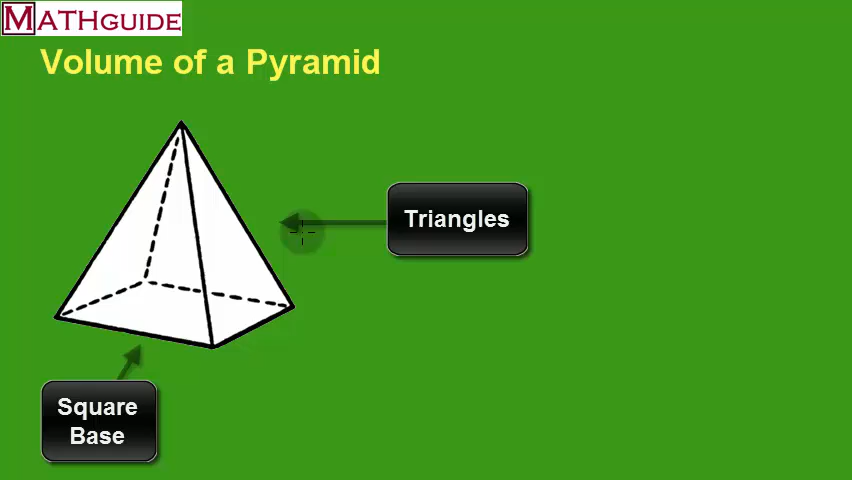 MATHGUIDE
Volume of a Pyramid
Triangles
Square
Base